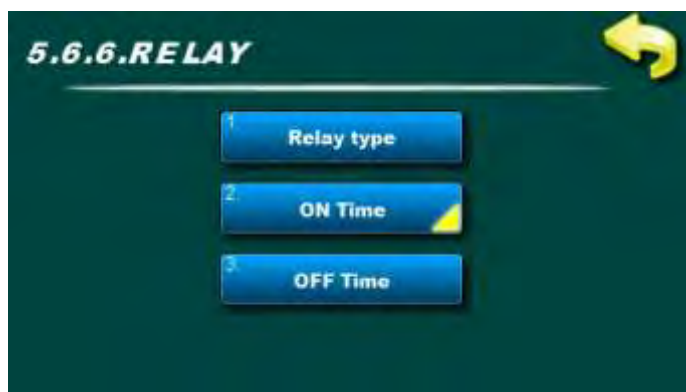 5.6.6.RELAY
1
Relay type
2.
ON Time
3.
OFF Time